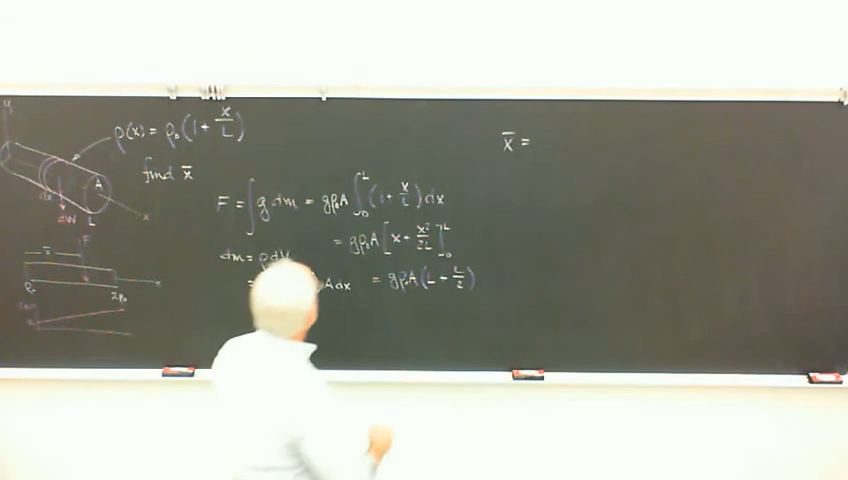 y
ρ(x) = ρ₀(1 + x/L)
find x̄
A
dx
dW
L
x
F = ∫ g dm = gρ₀A ∫₀ᴸ (1 + x/L) dx
= gρ₀A [x + x²/2L]₀ᴸ
dm = ρdV
=
Adx
= gρ₀A (L + L/2)
x̄
F
x
ρ₀
2ρ₀
x̄ =